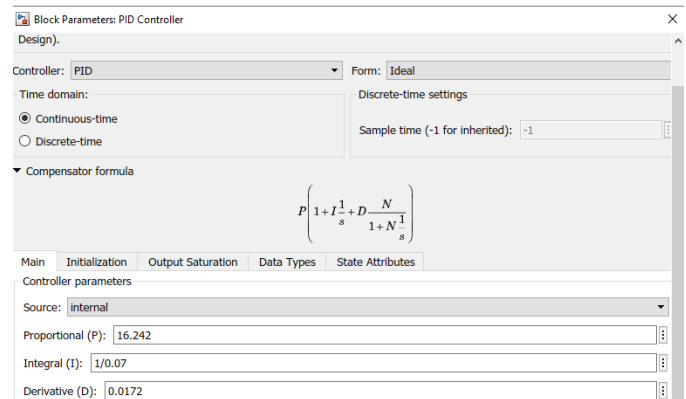 Block Parameters: PID Controller
Design).
Controller: PID Form: Ideal
Time domain: Discrete-time settings
Continuous-time
Sample time (-1 for inherited): -1
Discrete-time
Compensator formula
P(1+I 1/s +D N/(1+N 1/s))
Main Initialization Output Saturation Data Types State Attributes
Controller parameters
Source: internal
Proportional (P): 16.242
Integral (I): 1/0.07
Derivative (D): 0.0172